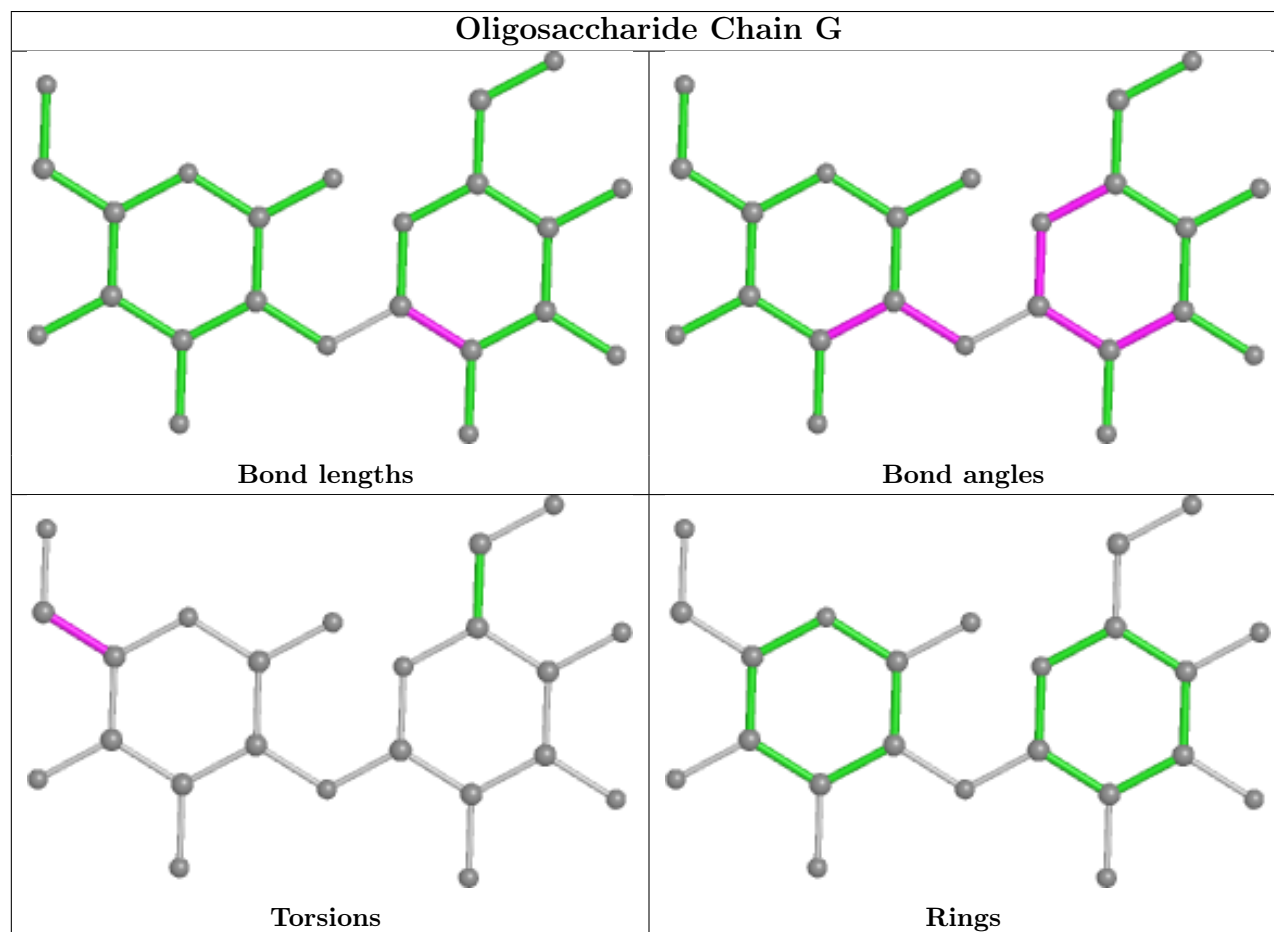 Oligosaccharide Chain G
Bond lengths
Bond angles
Torsions
Rings